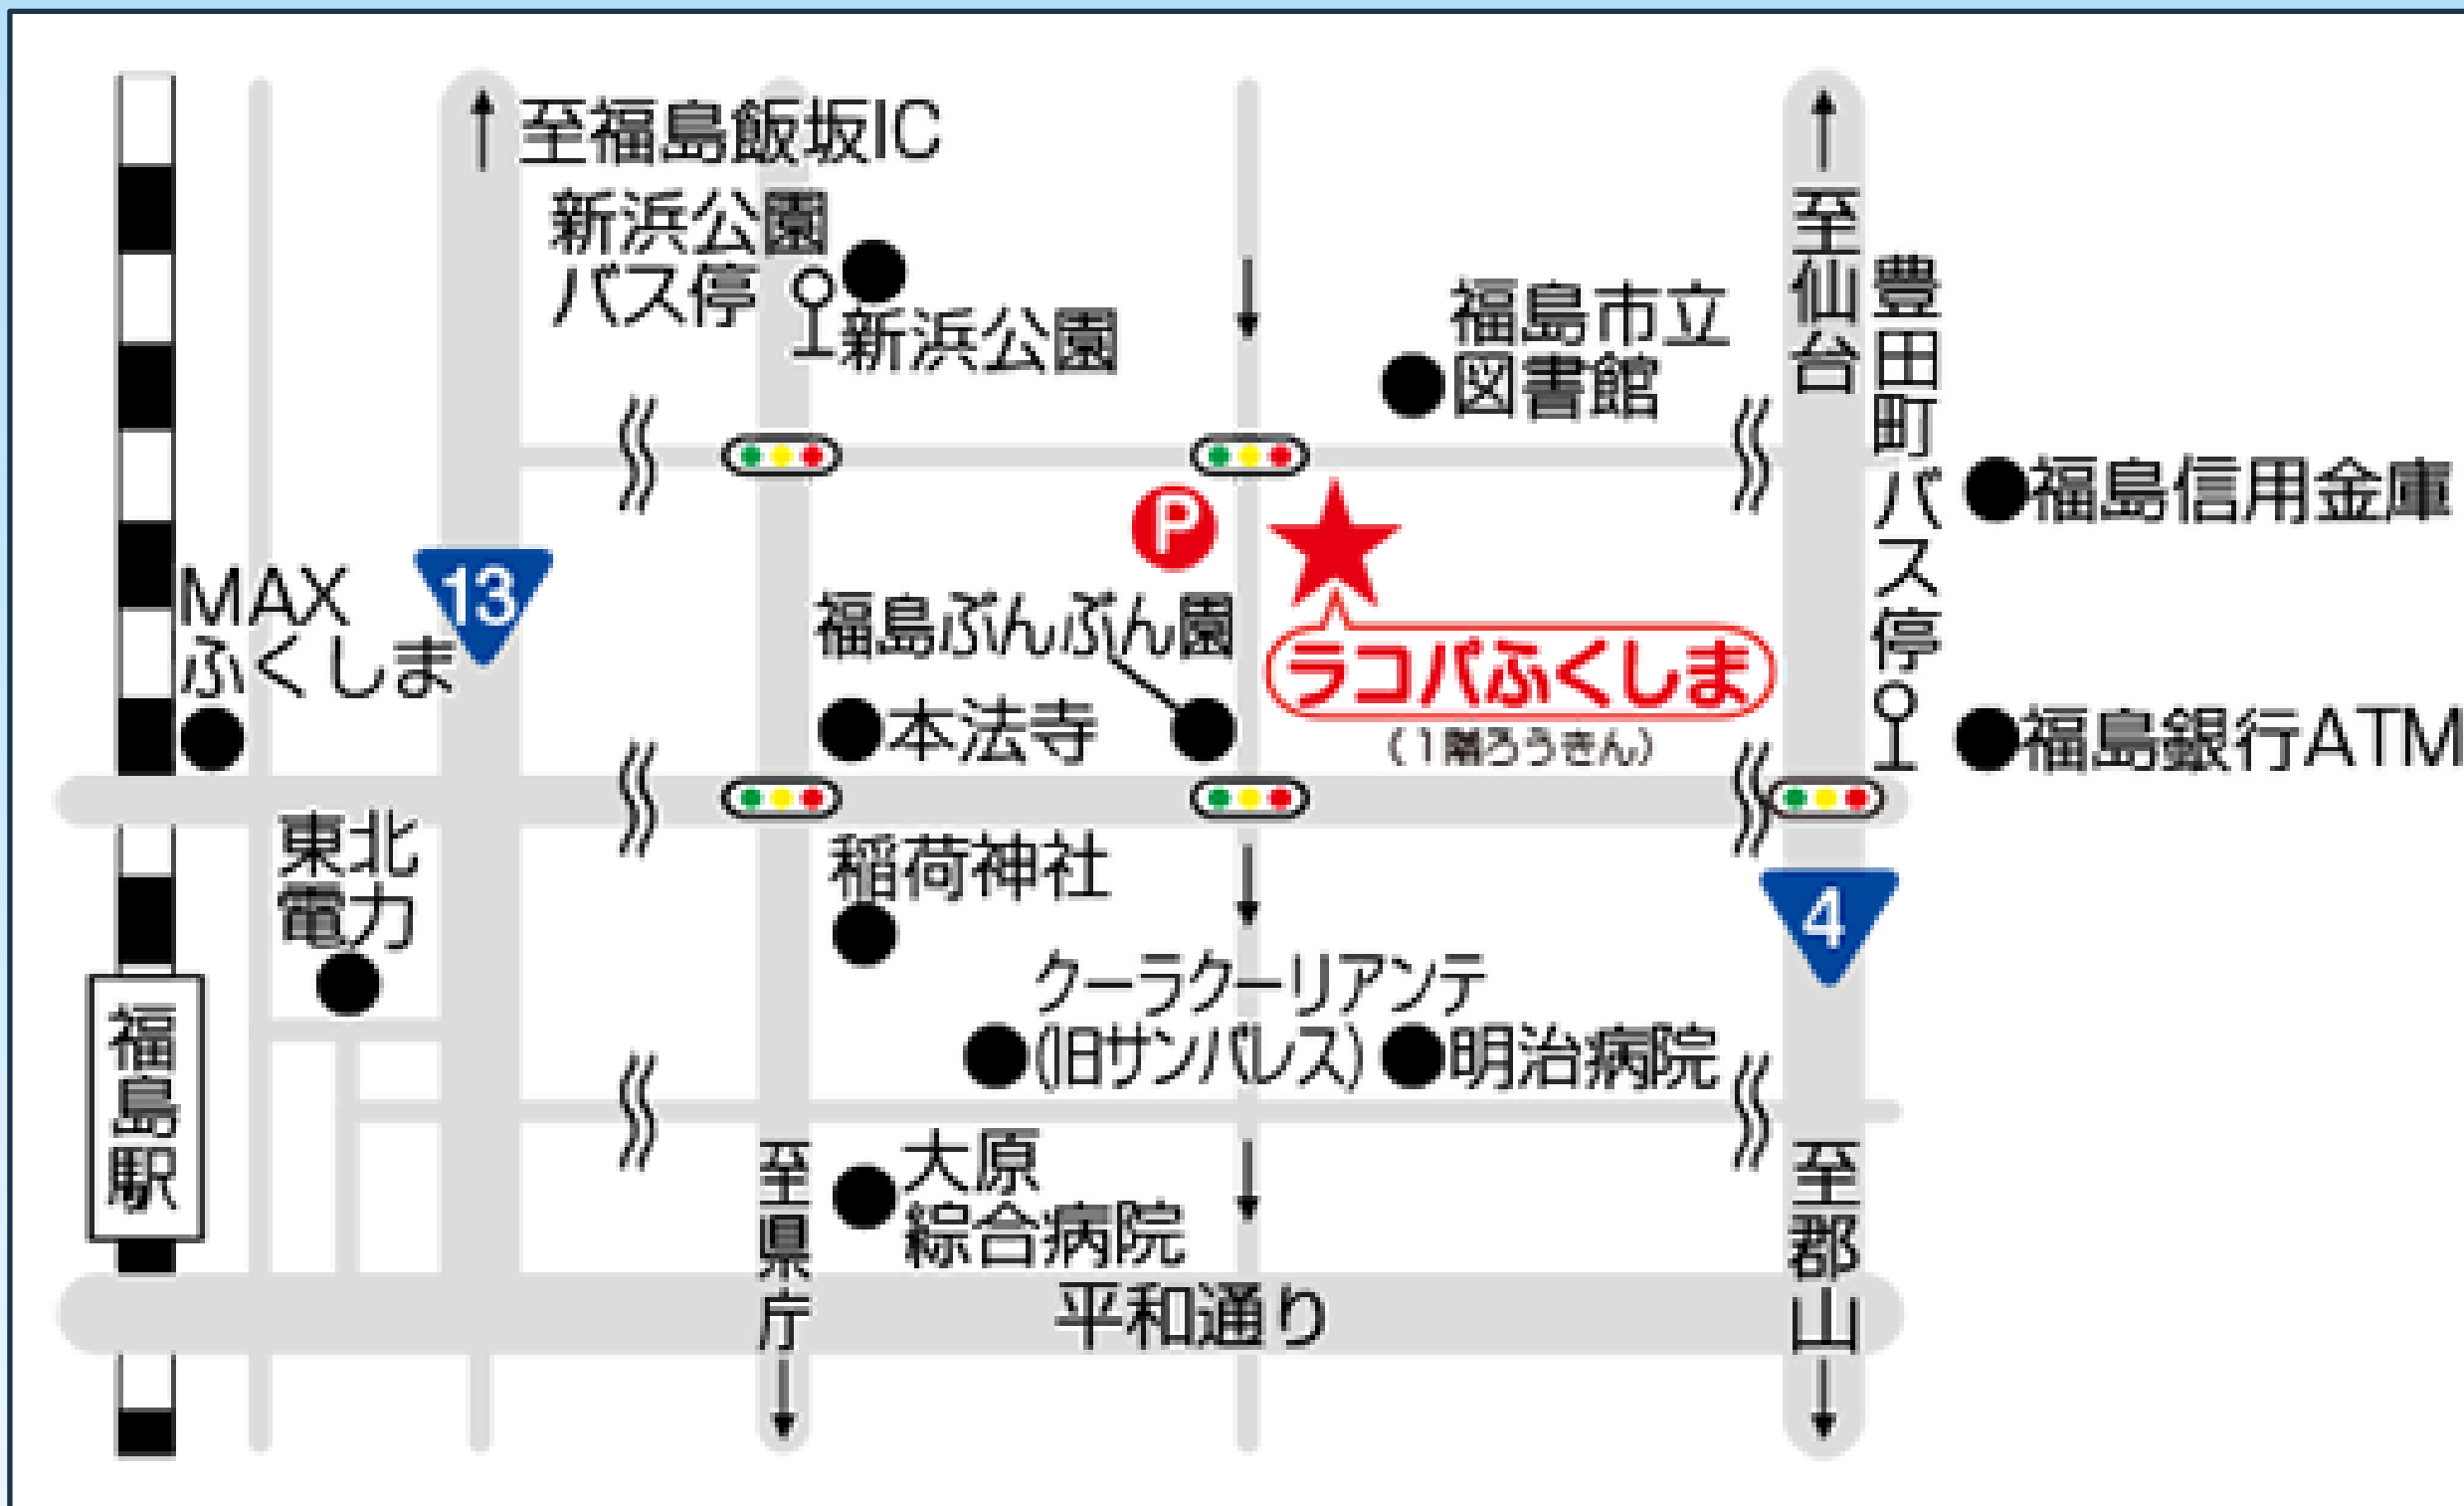 至福島飯坂IC
新浜公園
バス停
新浜公園
福島市立
図書館
至仙台
豊田町バス停
福島信用金庫
P
13
MAX
ふくしま
福島ぶんぶん園
ラコパふくしま
(1階ろうきん)
本法寺
福島銀行ATM
東北
電力
稲荷神社
4
クーラクーリアンテ
(旧サンパレス)
明治病院
福島駅
大原
綜合病院
至県庁
至郡山
平和通り